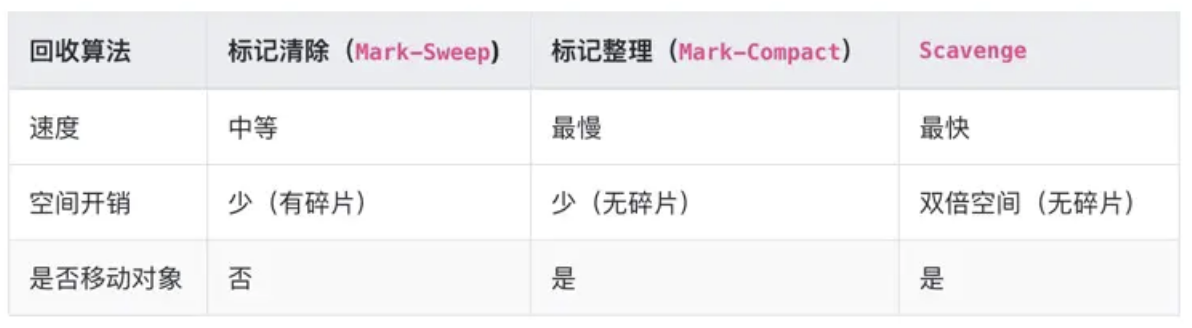 回收算法 标记清除（Mark-Sweep) 标记整理（Mark-Compact） Scavenge
速度 中等 最慢 最快
空间开销 少（有碎片） 少（无碎片） 双倍空间（无碎片）
是否移动对象 否 是 是